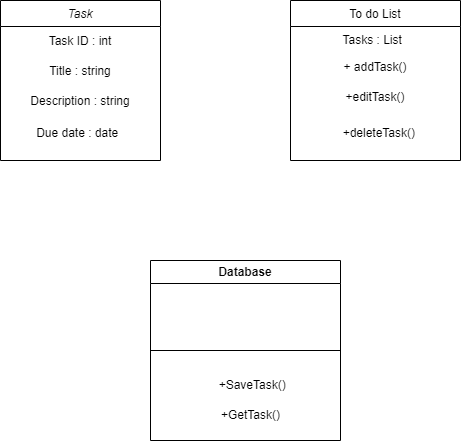 Task
Task ID : int
Title : string
Description : string
Due date : date
To do List
Tasks : List
+ addTask()
+editTask()
+deleteTask()
Database
+SaveTask()
+GetTask()